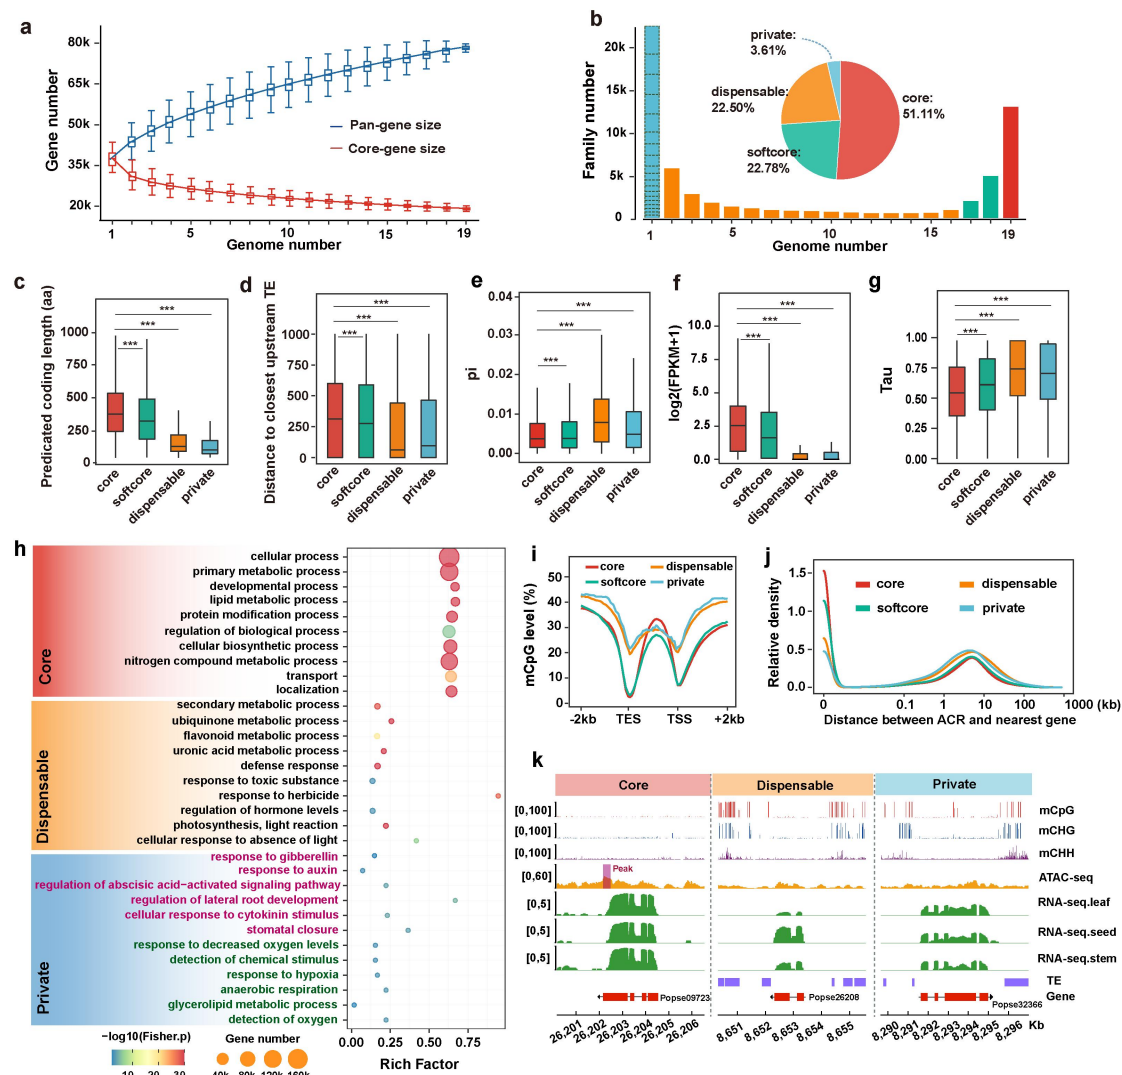 a
Gene number
80k
65k
50k
35k
20k
Pan-gene size
Core-gene size
1
5
10
15
19
Genome number
b
Family number
20k
15k
10k
5k
0
private:
3.61%
dispensable:
22.50%
softcore:
22.78%
core:
51.11%
1
5
10
15
19
Genome number
c
Predicated coding length (aa)
1000
500
250
0
***
***
***
core
softcore
dispensable
private
d
Distance to closest upstream TE
1000
750
500
250
0
***
***
***
core
softcore
dispensable
private
e
pi
0.04
0.03
0.02
0.01
0.00
***
***
***
core
softcore
dispensable
private
f
log2(FPKM+1)
10.0
7.5
5.0
2.5
0.0
***
***
***
core
softcore
dispensable
private
g
Tau
1.00
0.75
0.50
0.25
0.00
***
***
***
core
softcore
dispensable
private
h
Core
cellular process
primary metabolic process
developmental process
lipid metabolic process
protein modification process
regulation of biological process
cellular biosynthetic process
nitrogen compound metabolic process
transport
localization
Dispensable
secondary metabolic process
ubiquinone metabolic process
flavonoid metabolic process
uronic acid metabolic process
defense response
response to toxic substance
response to herbicide
regulation of hormone levels
photosynthesis, light reaction
cellular response to absence of light
Private
response to gibberellin
response to auxin
regulation of abscisic acid−activated signaling pathway
regulation of lateral root development
cellular response to cytokinin stimulus
stomatal closure
response to decreased oxygen levels
detection of chemical stimulus
response to hypoxia
anaerobic respiration
glycerolipid metabolic process
detection of oxygen
0.00 0.25 0.50 0.75
Rich Factor
−log10(Fisher.p)
10 20 30
Gene number
40k 80k 120k 160k
i
mCpG level (%)
50
40
30
20
10
0
core
dispensable
softcore
private
-2kb TES TSS +2kb
j
Relative density
1.5
1.0
0.5
0.0
core
dispensable
softcore
private
0 0.1 1 10 100 1000 (kb)
Distance between ACR and nearest gene
k
Core Dispensable Private
[0,100] mCpG
[0,100] mCHG
[0,100] mCHH
Peak
[0,60] ATAC-seq
[0,5] RNA-seq.leaf
[0,5] RNA-seq.seed
[0,5] RNA-seq.stem
TE
Gene
Popse09723
Popse26208
Popse32366
26,201 26,202 26,203 26,204 26,205 26,206
8,651 8,652 8,653 8,654 8,655
8,290 8,291 8,292 8,293 8,294 8,295 8,296
Kb